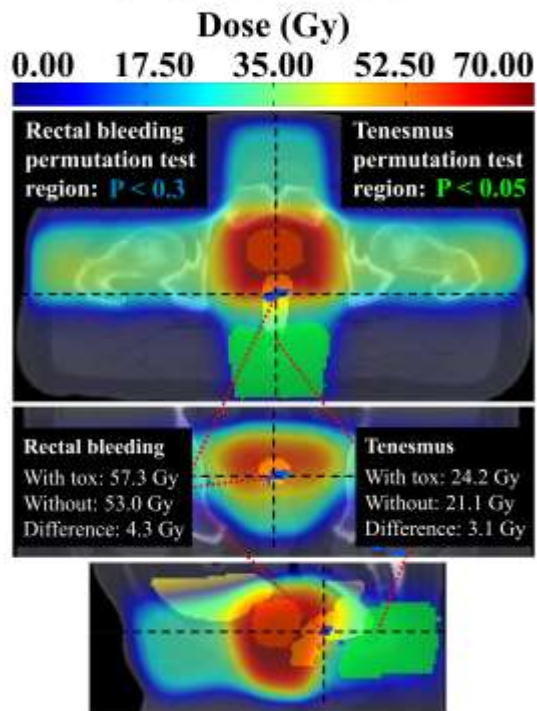 Dose (Gy)
0.00 17.50 35.00 52.50 70.00
Rectal bleeding
permutation test
region: P < 0.3
Tenesmus
permutation test
region: P < 0.05
Rectal bleeding
With tox: 57.3 Gy
Without: 53.0 Gy
Difference: 4.3 Gy
Tenesmus
With tox: 24.2 Gy
Without: 21.1 Gy
Difference: 3.1 Gy